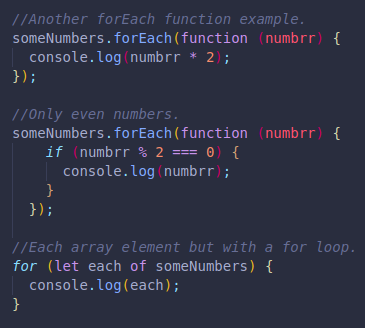 //Another forEach function example.
someNumbers.forEach(function (numbrr) {
  console.log(numbrr * 2);
});
//Only even numbers.
someNumbers.forEach(function (numbrr) {
    if (numbrr % 2 === 0) {
      console.log(numbrr);
    }
  });
//Each array element but with a for loop.
for (let each of someNumbers) {
  console.log(each);
}